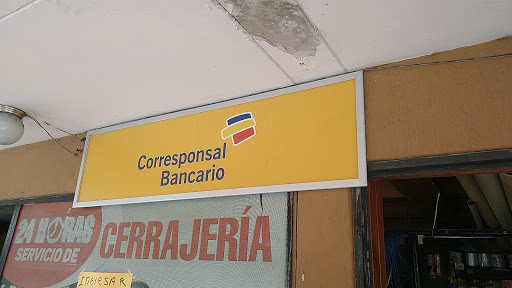 Corresponsal
Bancario
24 HORAS
SERVICIO DE
CERRAJERÍA
INGRESAR